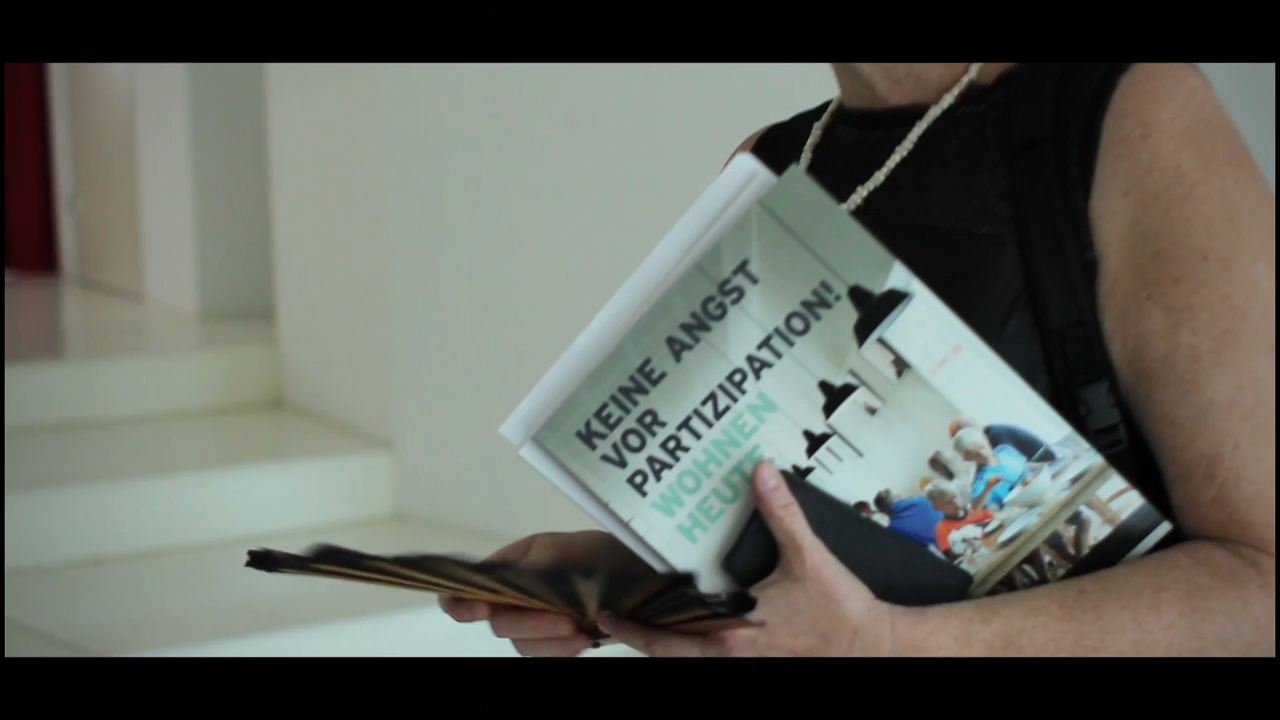 KEINE ANGST
VOR
PARTIZIPATION!
WOHNEN
HEUTE